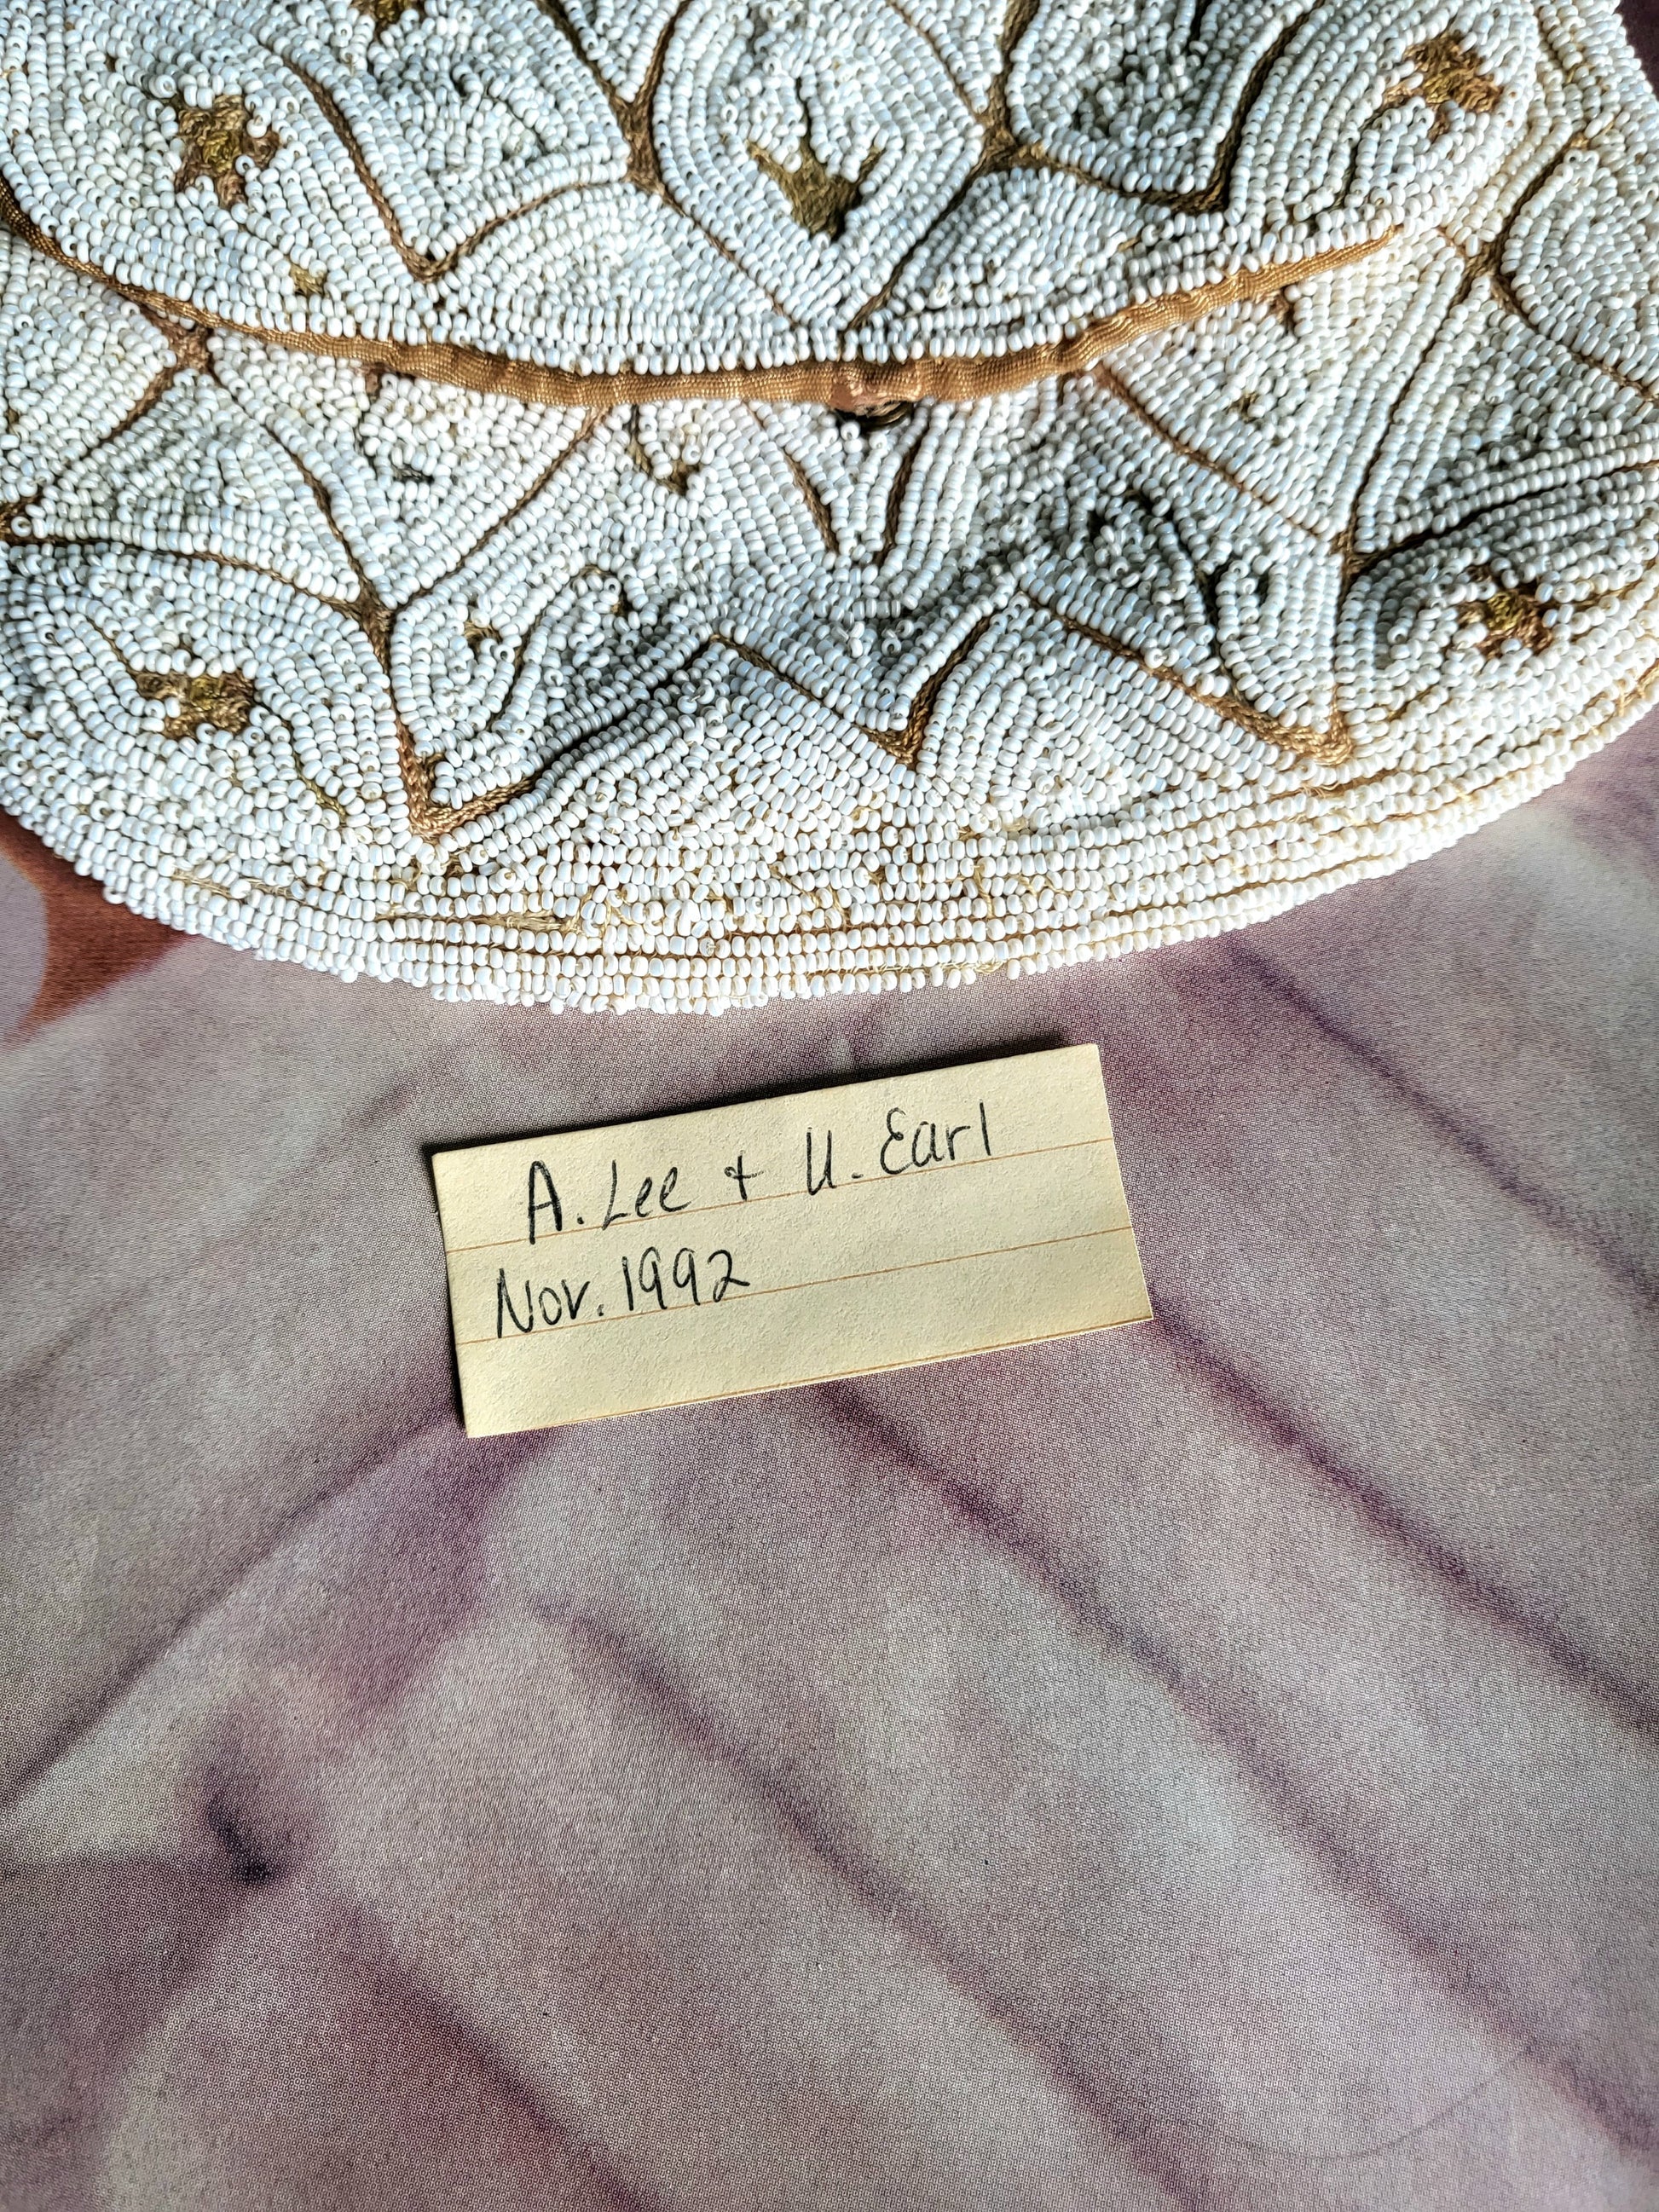 A. Lee + U. Earl
Nov. 1992